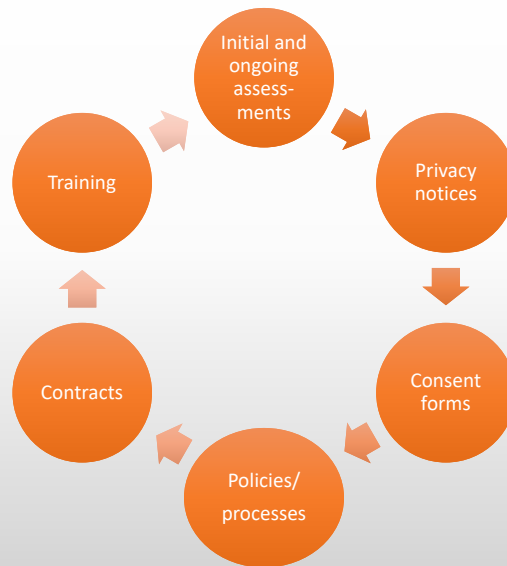 Initial and
ongoing
assess-
ments
Privacy
notices
Consent
forms
Policies/
processes
Contracts
Training